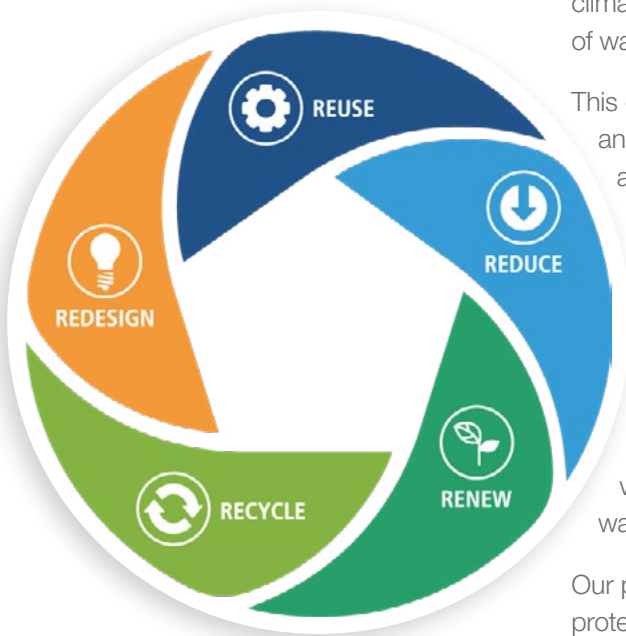 REUSE
REDUCE
RENEW
RECYCLE
REDESIGN
clima
of wa
This
an
a
w
wa
Our p
prote